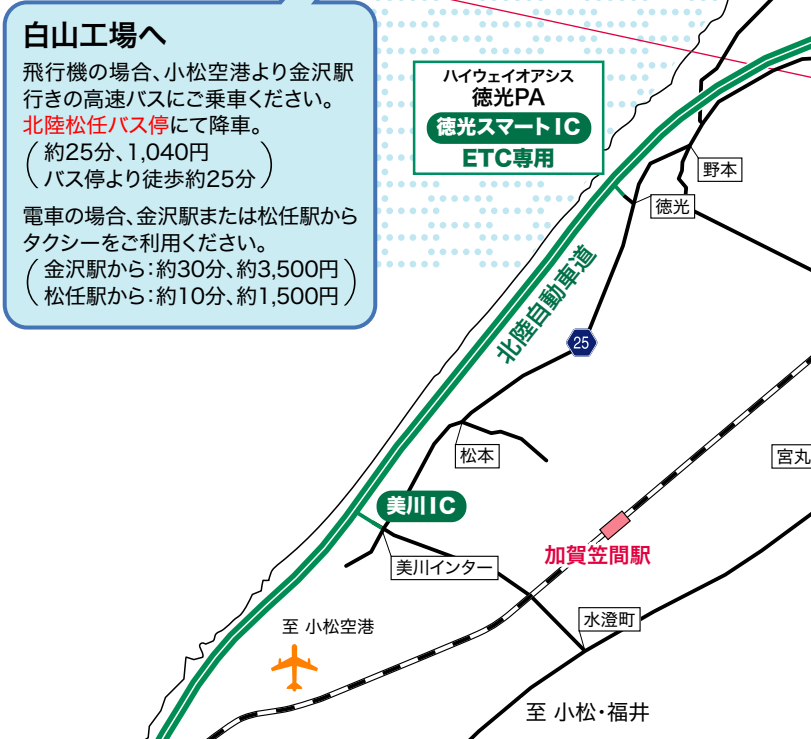 白山工場へ
飛行機の場合、小松空港より金沢駅
行きの高速バスにご乗車ください。
北陸松任バス停にて降車。
(約25分、1,040円
バス停より徒歩約25分)
電車の場合、金沢駅または松任駅から
タクシーをご利用ください。
(金沢駅から：約30分、約3,500円
松任駅から：約10分、約1,500円)
ハイウェイオアシス
徳光PA
徳光スマートIC
ETC専用
野本
徳光
北陸自動車道
25
松本
宮丸
美川IC
加賀笠間駅
美川インター
水澄町
至 小松空港
至 小松・福井